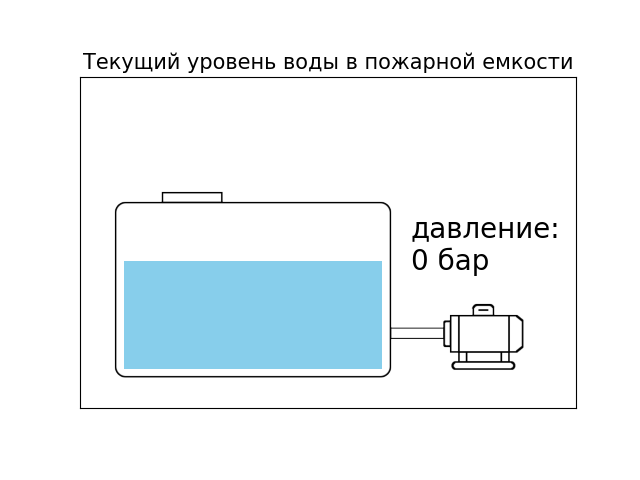 Текущий уровень воды в пожарной емкости
давление:
0 бар